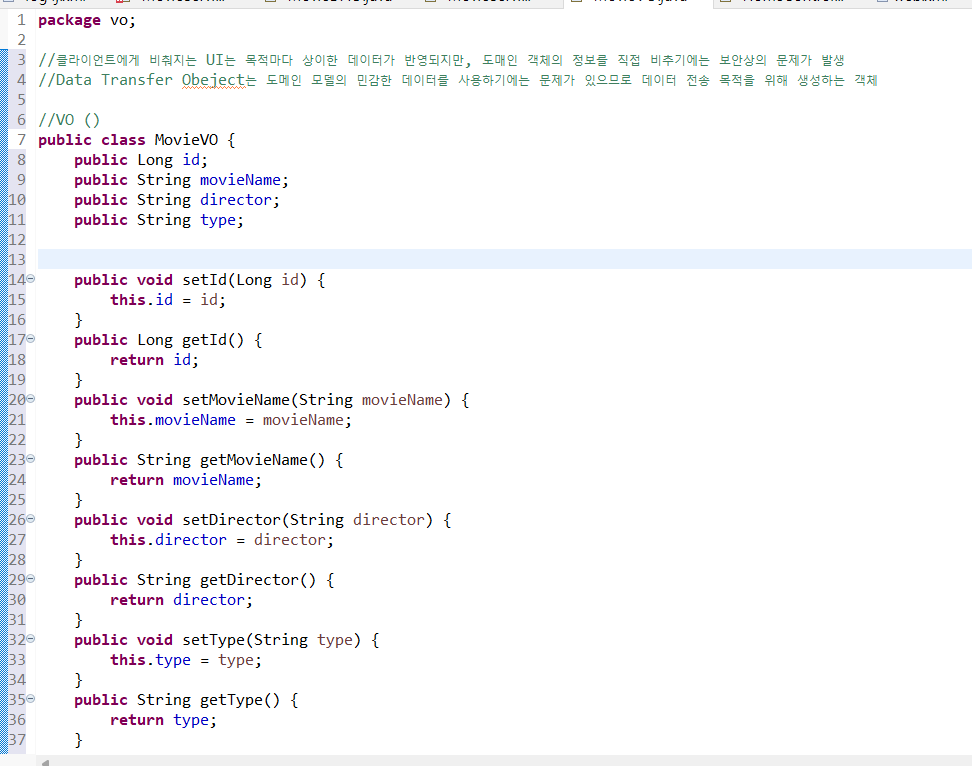 1 package vo;
2
3 //클라이언트에게 비춰지는 UI는 목적마다 상이한 데이터가 반영되지만, 도매인 객체의 정보를 직접 비추기에는 보안상의 문제가 발생
4 //Data Transfer Obeject는 도메인 모델의 민감한 데이터를 사용하기에는 문제가 있으므로 데이터 전송 목적을 위해 생성하는 객체
5
6 //VO ()
7 public class MovieVO {
8 public Long id;
9 public String movieName;
10 public String director;
11 public String type;
12
13
14 public void setId(Long id) {
15 this.id = id;
16 }
17 public Long getId() {
18 return id;
19 }
20 public void setMovieName(String movieName) {
21 this.movieName = movieName;
22 }
23 public String getMovieName() {
24 return movieName;
25 }
26 public void setDirector(String director) {
27 this.director = director;
28 }
29 public String getDirector() {
30 return director;
31 }
32 public void setType(String type) {
33 this.type = type;
34 }
35 public String getType() {
36 return type;
37 }